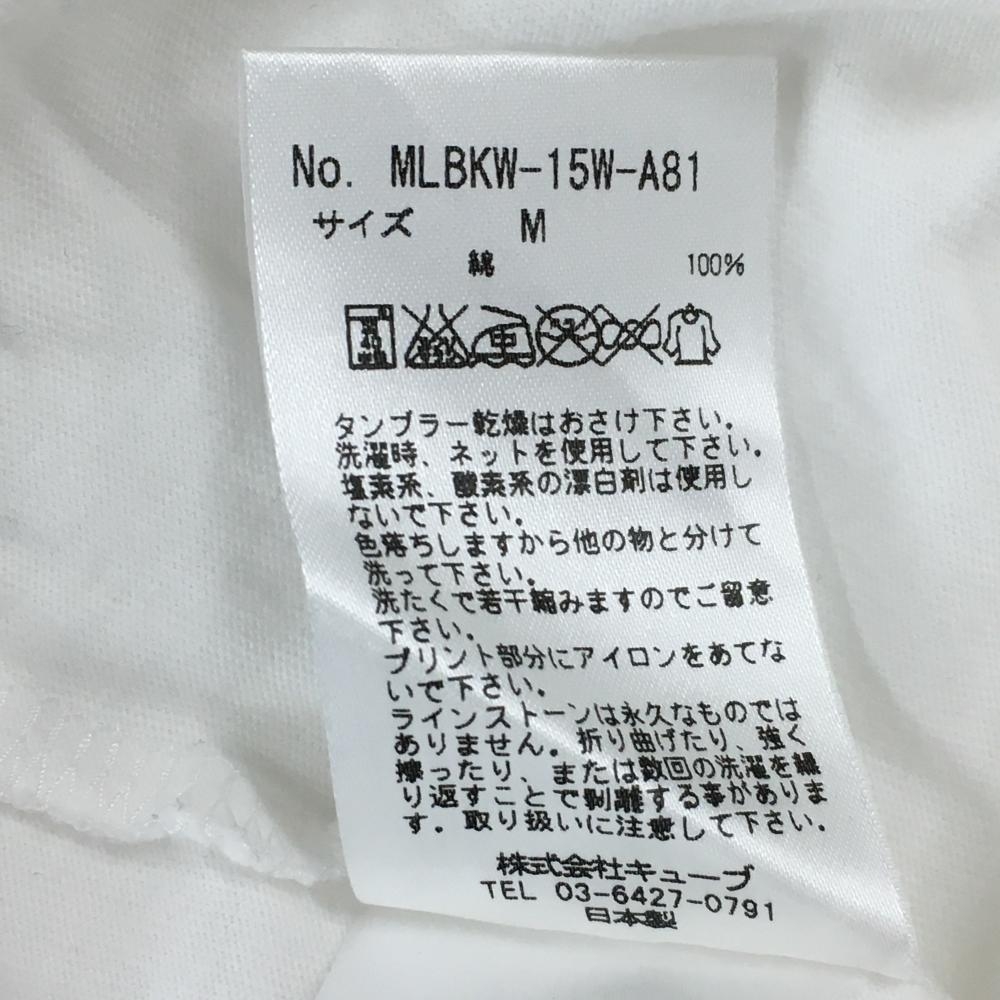 No. MLBKW-15W-A81
サイズ M
綿 100%
中
タンブラー乾燥はおさけ下さい。
洗濯時、ネットを使用して下さい。
塩素系、酸素系の漂白剤は使用し
ないで下さい。
色落ちしますから他の物と分けて
洗って下さい。
洗たくで若干縮みますのでご留意
下さい。
プリント部分にアイロンをあてな
いで下さい。
ラインストーンは永久なものでは
ありません。折り曲げたり、強く
擦ったり、または数回の洗濯を繰
り返すことで剥離する事がありま
す。取り扱いに注意して下さい。
株式会社キューブ
TEL 03-6427-0791
日本製